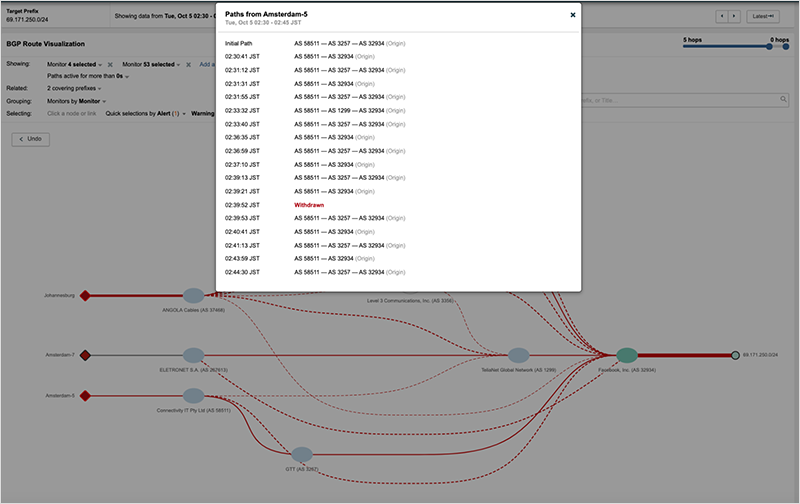 Target Prefix
69.171.250.0/24
Showing data from Tue, Oct 5 02:30 - 02:
Latest
Paths from Amsterdam-5
Tue, Oct 5 02:30 - 02:45 JST
Initial Path AS 58511 — AS 3257 — AS 32934 (Origin)
02:30:41 JST AS 58511 — AS 32934 (Origin)
02:31:12 JST AS 58511 — AS 3257 — AS 32934 (Origin)
02:31:31 JST AS 58511 — AS 32934 (Origin)
02:31:55 JST AS 58511 — AS 3257 — AS 32934 (Origin)
02:33:32 JST AS 58511 — AS 1299 — AS 32934 (Origin)
02:33:40 JST AS 58511 — AS 3257 — AS 32934 (Origin)
02:36:35 JST AS 58511 — AS 32934 (Origin)
02:36:59 JST AS 58511 — AS 3257 — AS 32934 (Origin)
02:37:10 JST AS 58511 — AS 32934 (Origin)
02:39:13 JST AS 58511 — AS 3257 — AS 32934 (Origin)
02:39:21 JST AS 58511 — AS 32934 (Origin)
02:39:52 JST Withdrawn
02:39:53 JST AS 58511 — AS 3257 — AS 32934 (Origin)
02:40:41 JST AS 58511 — AS 32934 (Origin)
02:41:13 JST AS 58511 — AS 3257 — AS 32934 (Origin)
02:43:59 JST AS 58511 — AS 32934 (Origin)
02:44:30 JST AS 58511 — AS 3257 — AS 32934 (Origin)
BGP Route Visualization
5 hops 0 hops
Showing: Monitor 4 selected Monitor 53 selected Add a
Paths active for more than 0s
Related: 2 covering prefixes
Grouping: Monitors by Monitor
Selecting: Click a node or link Quick selections by Alert (1) Warning
prefix, or Title...
Undo
Johannesburg
ANGOLA Cables (AS 37468)
Level 3 Communications, Inc. (AS 3356)
Amsterdam-7
ELETRONET S.A. (AS 267613)
TeliaNet Global Network (AS 1299)
Facebook, Inc. (AS 32934)
69.171.250.0/24
Amsterdam-5
Connectivity IT Pty Ltd (AS 58511)
GTT (AS 3257)